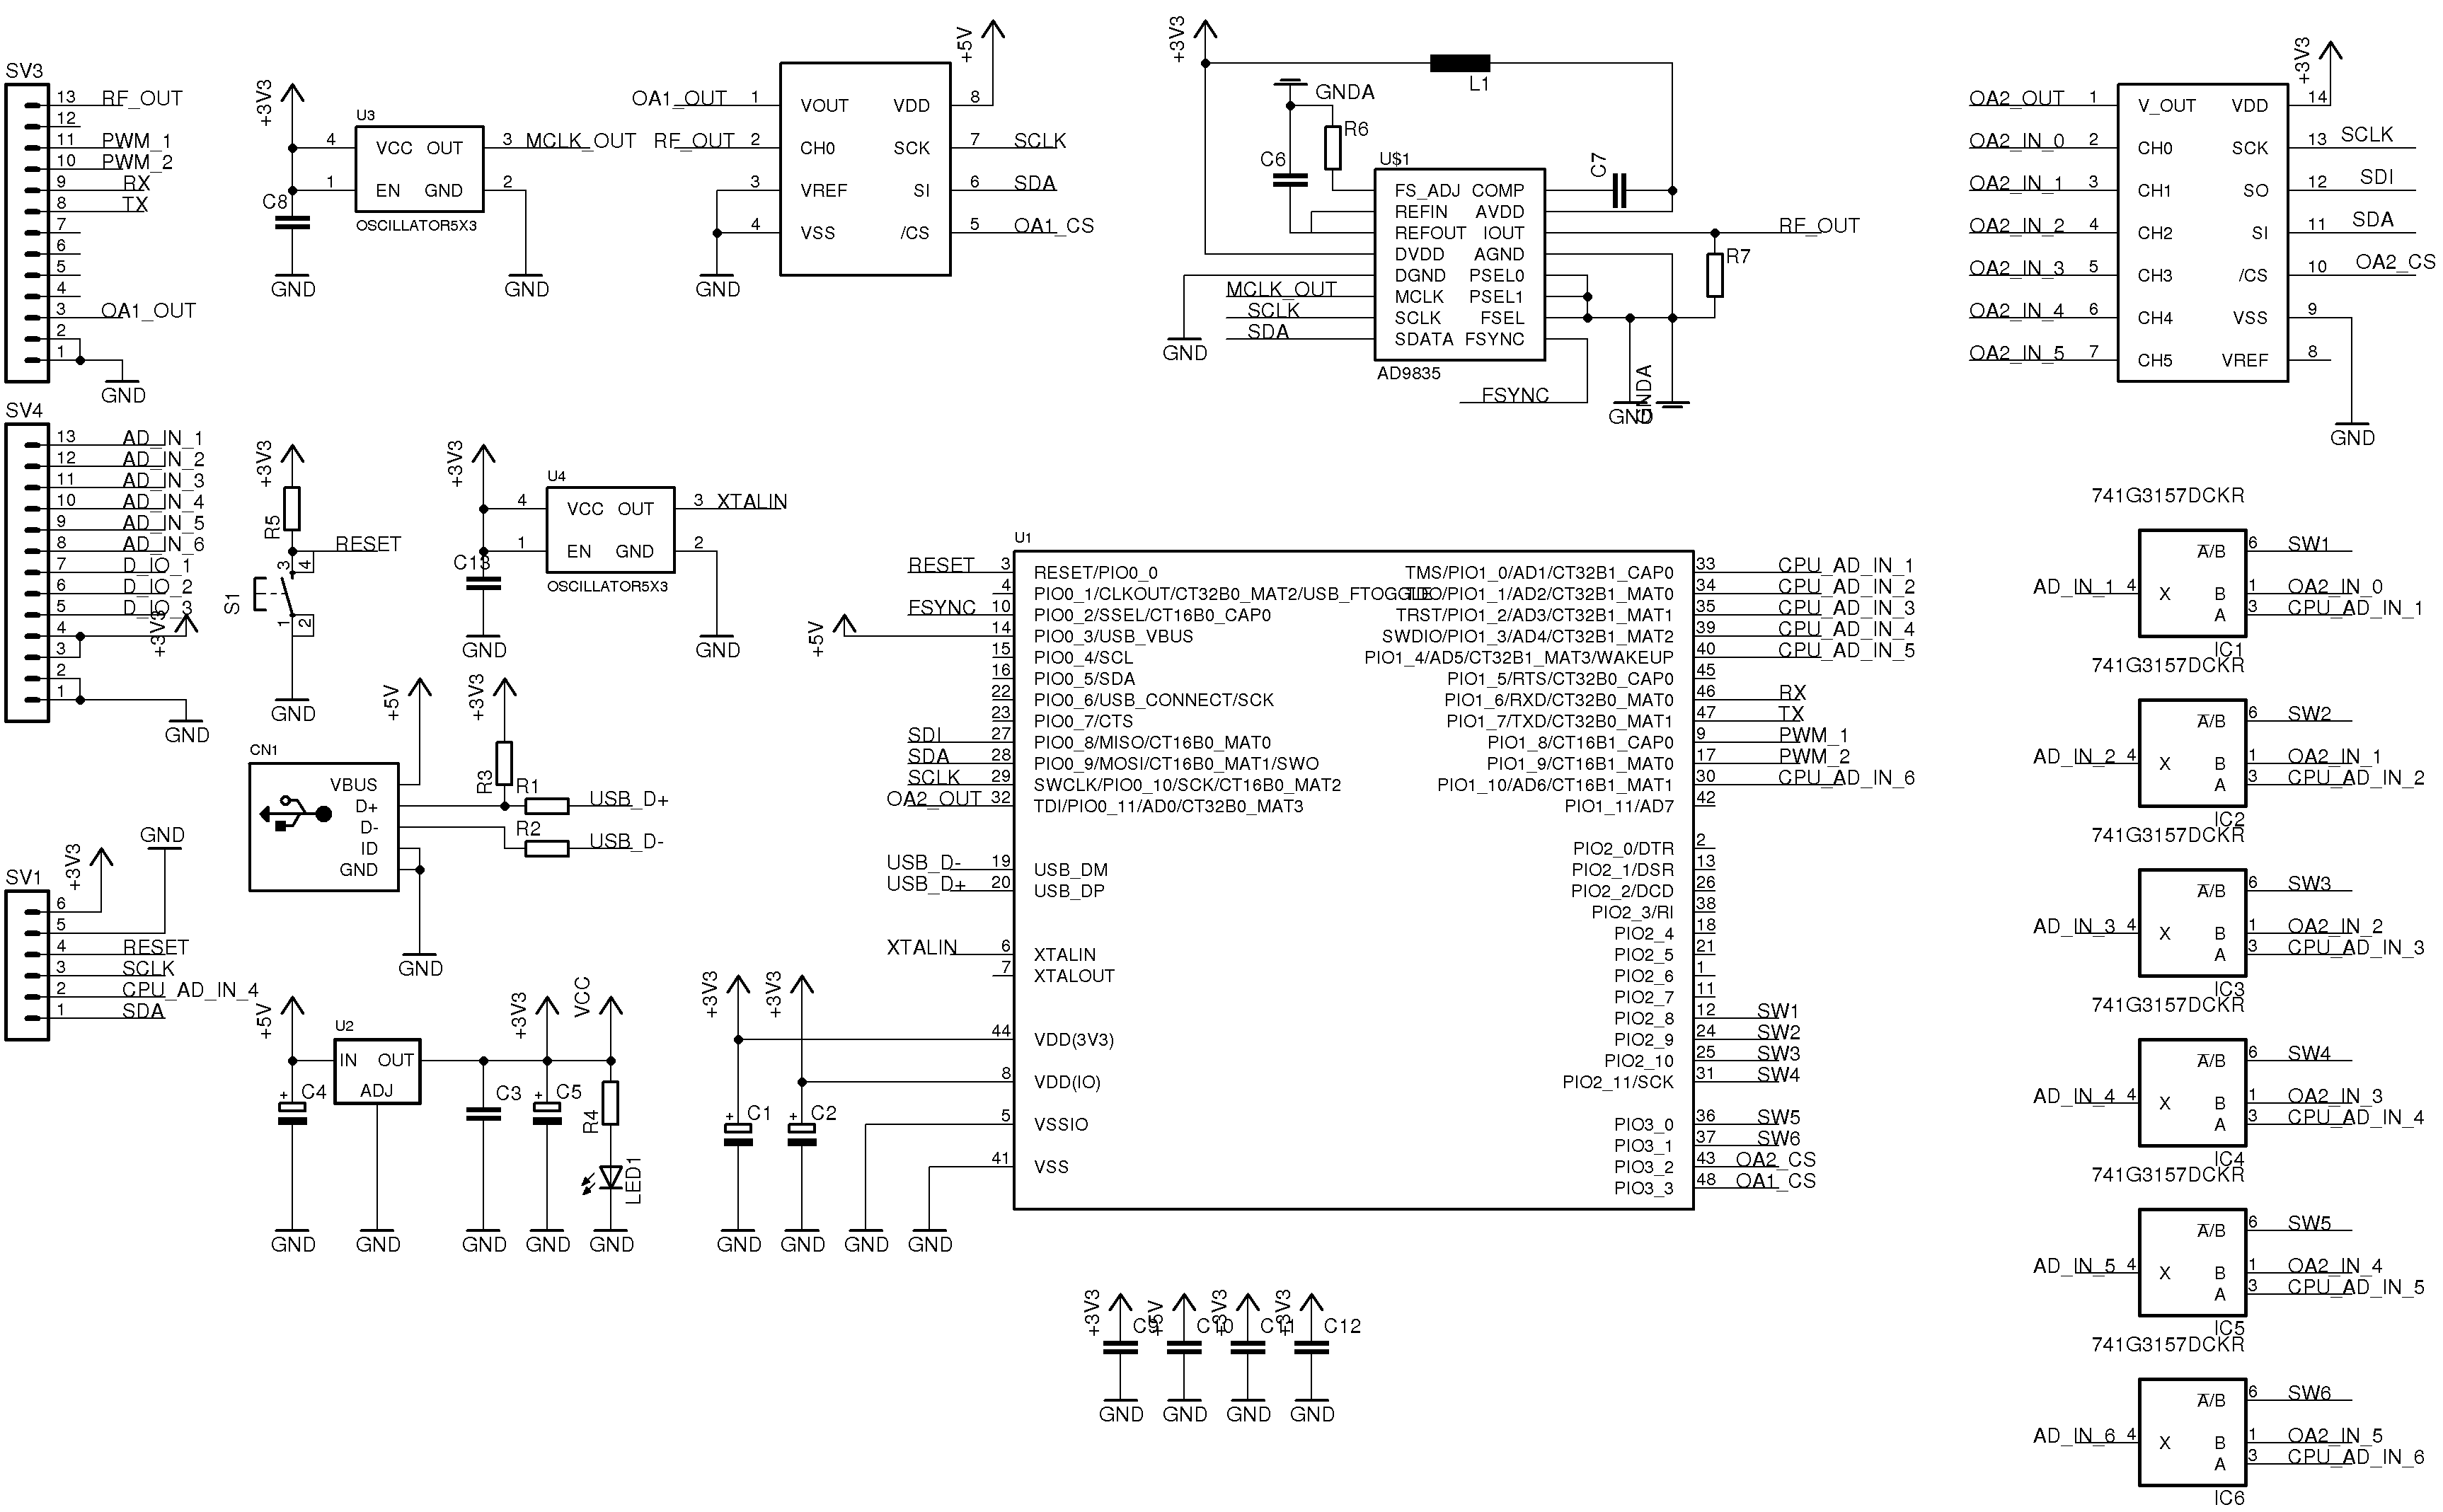 SV3
13 RF_OUT
12
11 PWM_1
10 PWM_2
9 RX
8 TX
7
6
5
4
3 OA1_OUT
2
1
GND
+3V3
U3
4 VCC OUT 3 MCLK_OUT
1 EN GND 2
OSCILLATOR5X3
C8
GND
GND
+5V
OA1_OUT 1 VOUT VDD 8
RF_OUT 2 CH0 SCK 7 SCLK
3 VREF SI 6 SDA
4 VSS /CS 5 OA1_CS
GND
+3V3
L1
GNDA
R6
C6
C7
U$1
FS_ADJ COMP
REFIN AVDD
REFOUT IOUT RF_OUT
DVDD AGND
R7
DGND PSEL0
MCLK_OUT MCLK PSEL1
SCLK SCLK FSEL
SDA SDATA FSYNC
GND
AD9835
FSYNC
GND
GNDA
+3V3
OA2_OUT 1 V_OUT VDD 14
OA2_IN_0 2 CH0 SCK 13 SCLK
OA2_IN_1 3 CH1 SO 12 SDI
OA2_IN_2 4 CH2 SI 11 SDA
OA2_IN_3 5 CH3 /CS 10 OA2_CS
OA2_IN_4 6 CH4 VSS 9
OA2_IN_5 7 CH5 VREF 8
GND
SV4
13 AD_IN_1
12 AD_IN_2
11 AD_IN_3
10 AD_IN_4
9 AD_IN_5
8 AD_IN_6
7 D_IO_1
6 D_IO_2
5 D_IO_3
4 +3V3
3
2
1
GND
+3V3
R5
RESET
3 4
S1
1 2
GND
+3V3
U4
4 VCC OUT 3 XTALIN
1 EN GND 2
OSCILLATOR5X3
C13
GND
GND
CN1
+5V
+3V3
VBUS
R3
D+ R1 USB_D+
D- R2 USB_D-
ID
GND
GND
SV1
+3V3
GND
6
5
4 RESET
3 SCLK
2 CPU_AD_IN_4
1 SDA
+5V
U2
IN OUT
ADJ
+3V3
VCC
+ C4
C3
+ C5
R4
LED1
GND
GND
GND
GND
GND
U1
RESET 3 RESET/PIO0_0
4 PIO0_1/CLKOUT/CT32B0_MAT2/USB_FTOGGLE
FSYNC 10 PIO0_2/SSEL/CT16B0_CAP0
+5V 14 PIO0_3/USB_VBUS
15 PIO0_4/SCL
16 PIO0_5/SDA
22 PIO0_6/USB_CONNECT/SCK
23 PIO0_7/CTS
SDI 27 PIO0_8/MISO/CT16B0_MAT0
SDA 28 PIO0_9/MOSI/CT16B0_MAT1/SWO
SCLK 29 SWCLK/PIO0_10/SCK/CT16B0_MAT2
OA2_OUT 32 TDI/PIO0_11/AD0/CT32B0_MAT3
USB_D- 19 USB_DM
USB_D+ 20 USB_DP
XTALIN 6 XTALIN
7 XTALOUT
+3V3
+3V3
44 VDD(3V3)
8 VDD(IO)
+ C1
+ C2
5 VSSIO
41 VSS
GND
GND
GND
GND
TMS/PIO1_0/AD1/CT32B1_CAP0 33 CPU_AD_IN_1
TDO/PIO1_1/AD2/CT32B1_MAT0 34 CPU_AD_IN_2
TRST/PIO1_2/AD3/CT32B1_MAT1 35 CPU_AD_IN_3
SWDIO/PIO1_3/AD4/CT32B1_MAT2 39 CPU_AD_IN_4
PIO1_4/AD5/CT32B1_MAT3/WAKEUP 40 CPU_AD_IN_5
PIO1_5/RTS/CT32B0_CAP0 45
PIO1_6/RXD/CT32B0_MAT0 46 RX
PIO1_7/TXD/CT32B0_MAT1 47 TX
PIO1_8/CT16B1_CAP0 9 PWM_1
PIO1_9/CT16B1_MAT0 17 PWM_2
PIO1_10/AD6/CT16B1_MAT1 30 CPU_AD_IN_6
PIO1_11/AD7 42
PIO2_0/DTR 2
PIO2_1/DSR 13
PIO2_2/DCD 26
PIO2_3/RI 38
PIO2_4 18
PIO2_5 21
PIO2_6 1
PIO2_7 11
PIO2_8 12 SW1
PIO2_9 24 SW2
PIO2_10 25 SW3
PIO2_11/SCK 31 SW4
PIO3_0 36 SW5
PIO3_1 37 SW6
PIO3_2 43 OA2_CS
PIO3_3 48 OA1_CS
+3V3 C9
+5V C10
+3V3 C11
+3V3 C12
GND
GND
GND
GND
741G3157DCKR
A/B 6 SW1
AD_IN_1 4 X B 1 OA2_IN_0
A 3 CPU_AD_IN_1
IC1
741G3157DCKR
A/B 6 SW2
AD_IN_2 4 X B 1 OA2_IN_1
A 3 CPU_AD_IN_2
IC2
741G3157DCKR
A/B 6 SW3
AD_IN_3 4 X B 1 OA2_IN_2
A 3 CPU_AD_IN_3
IC3
741G3157DCKR
A/B 6 SW4
AD_IN_4 4 X B 1 OA2_IN_3
A 3 CPU_AD_IN_4
IC4
741G3157DCKR
A/B 6 SW5
AD_IN_5 4 X B 1 OA2_IN_4
A 3 CPU_AD_IN_5
IC5
741G3157DCKR
A/B 6 SW6
AD_IN_6 4 X B 1 OA2_IN_5
A 3 CPU_AD_IN_6
IC6